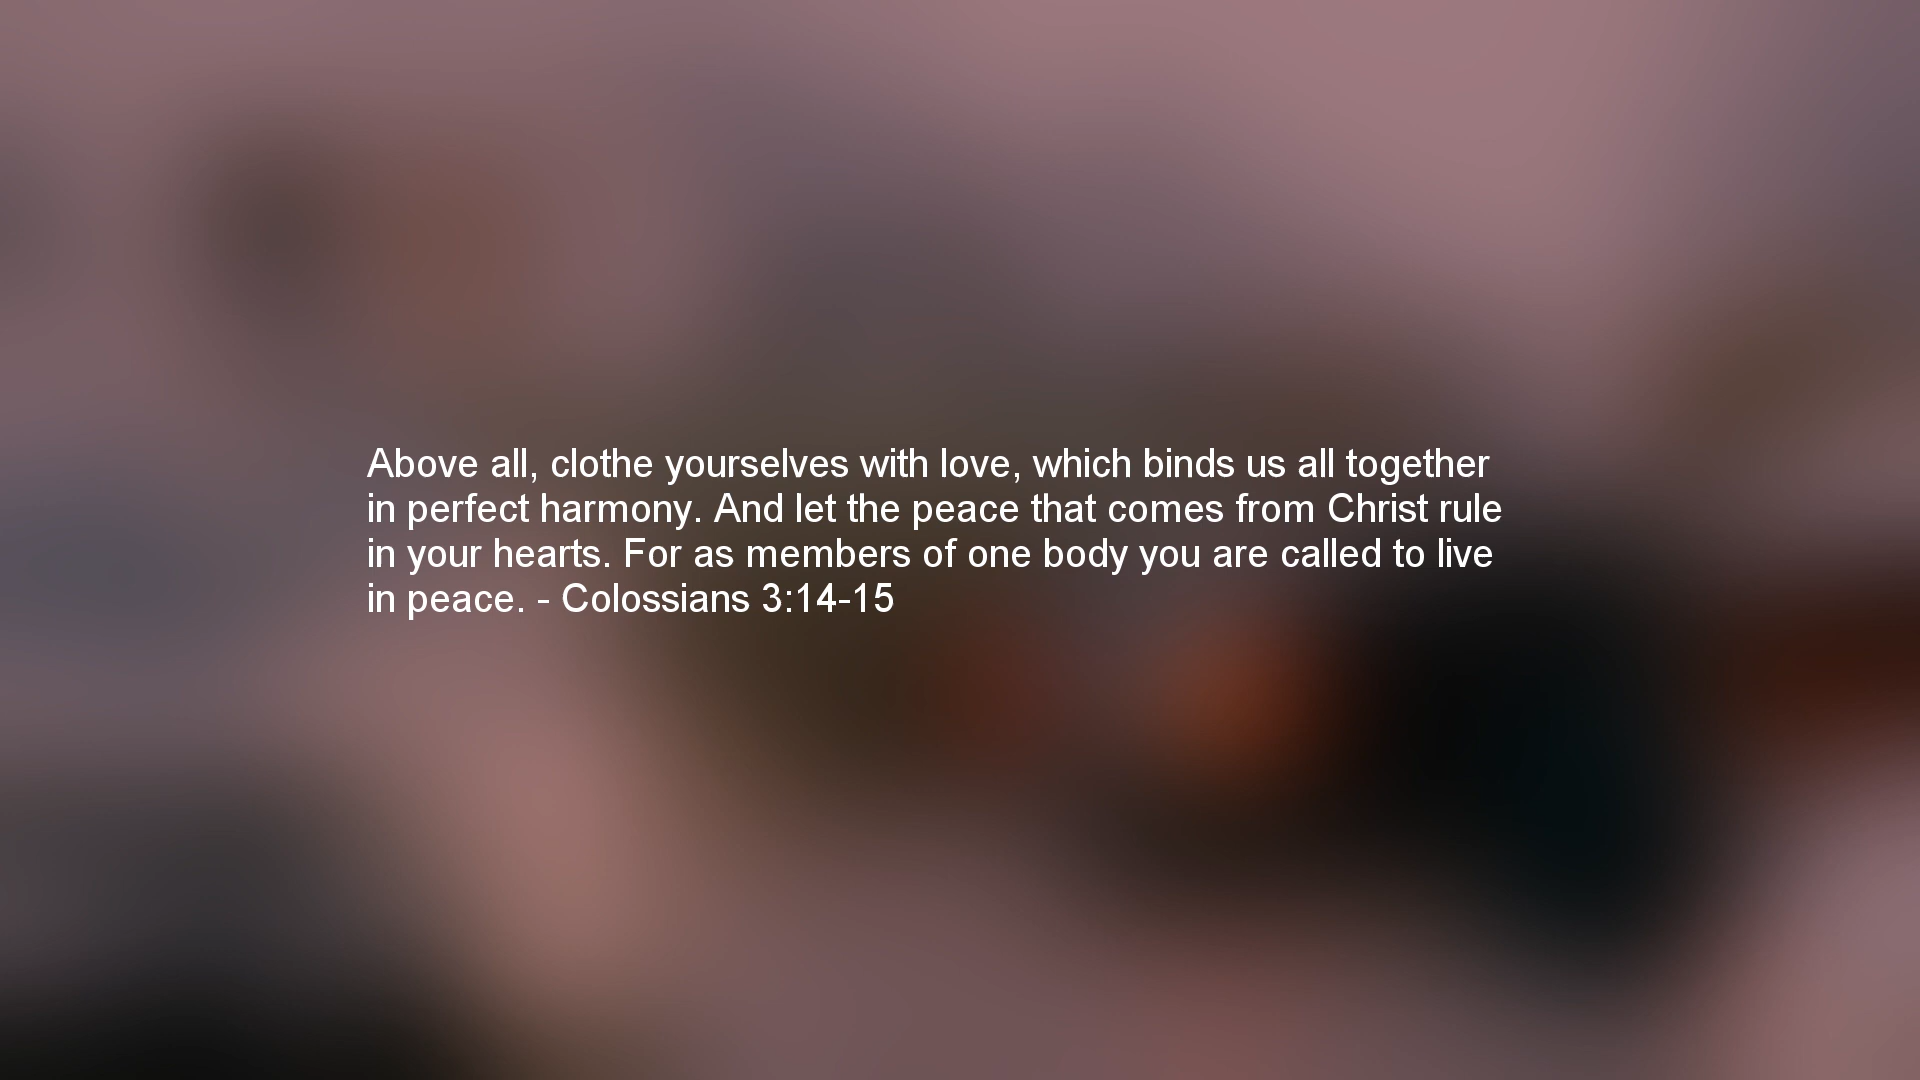 Above all, clothe yourselves with love, which binds us all together
in perfect harmony. And let the peace that comes from Christ rule
in your hearts. For as members of one body you are called to live
in peace. - Colossians 3:14-15